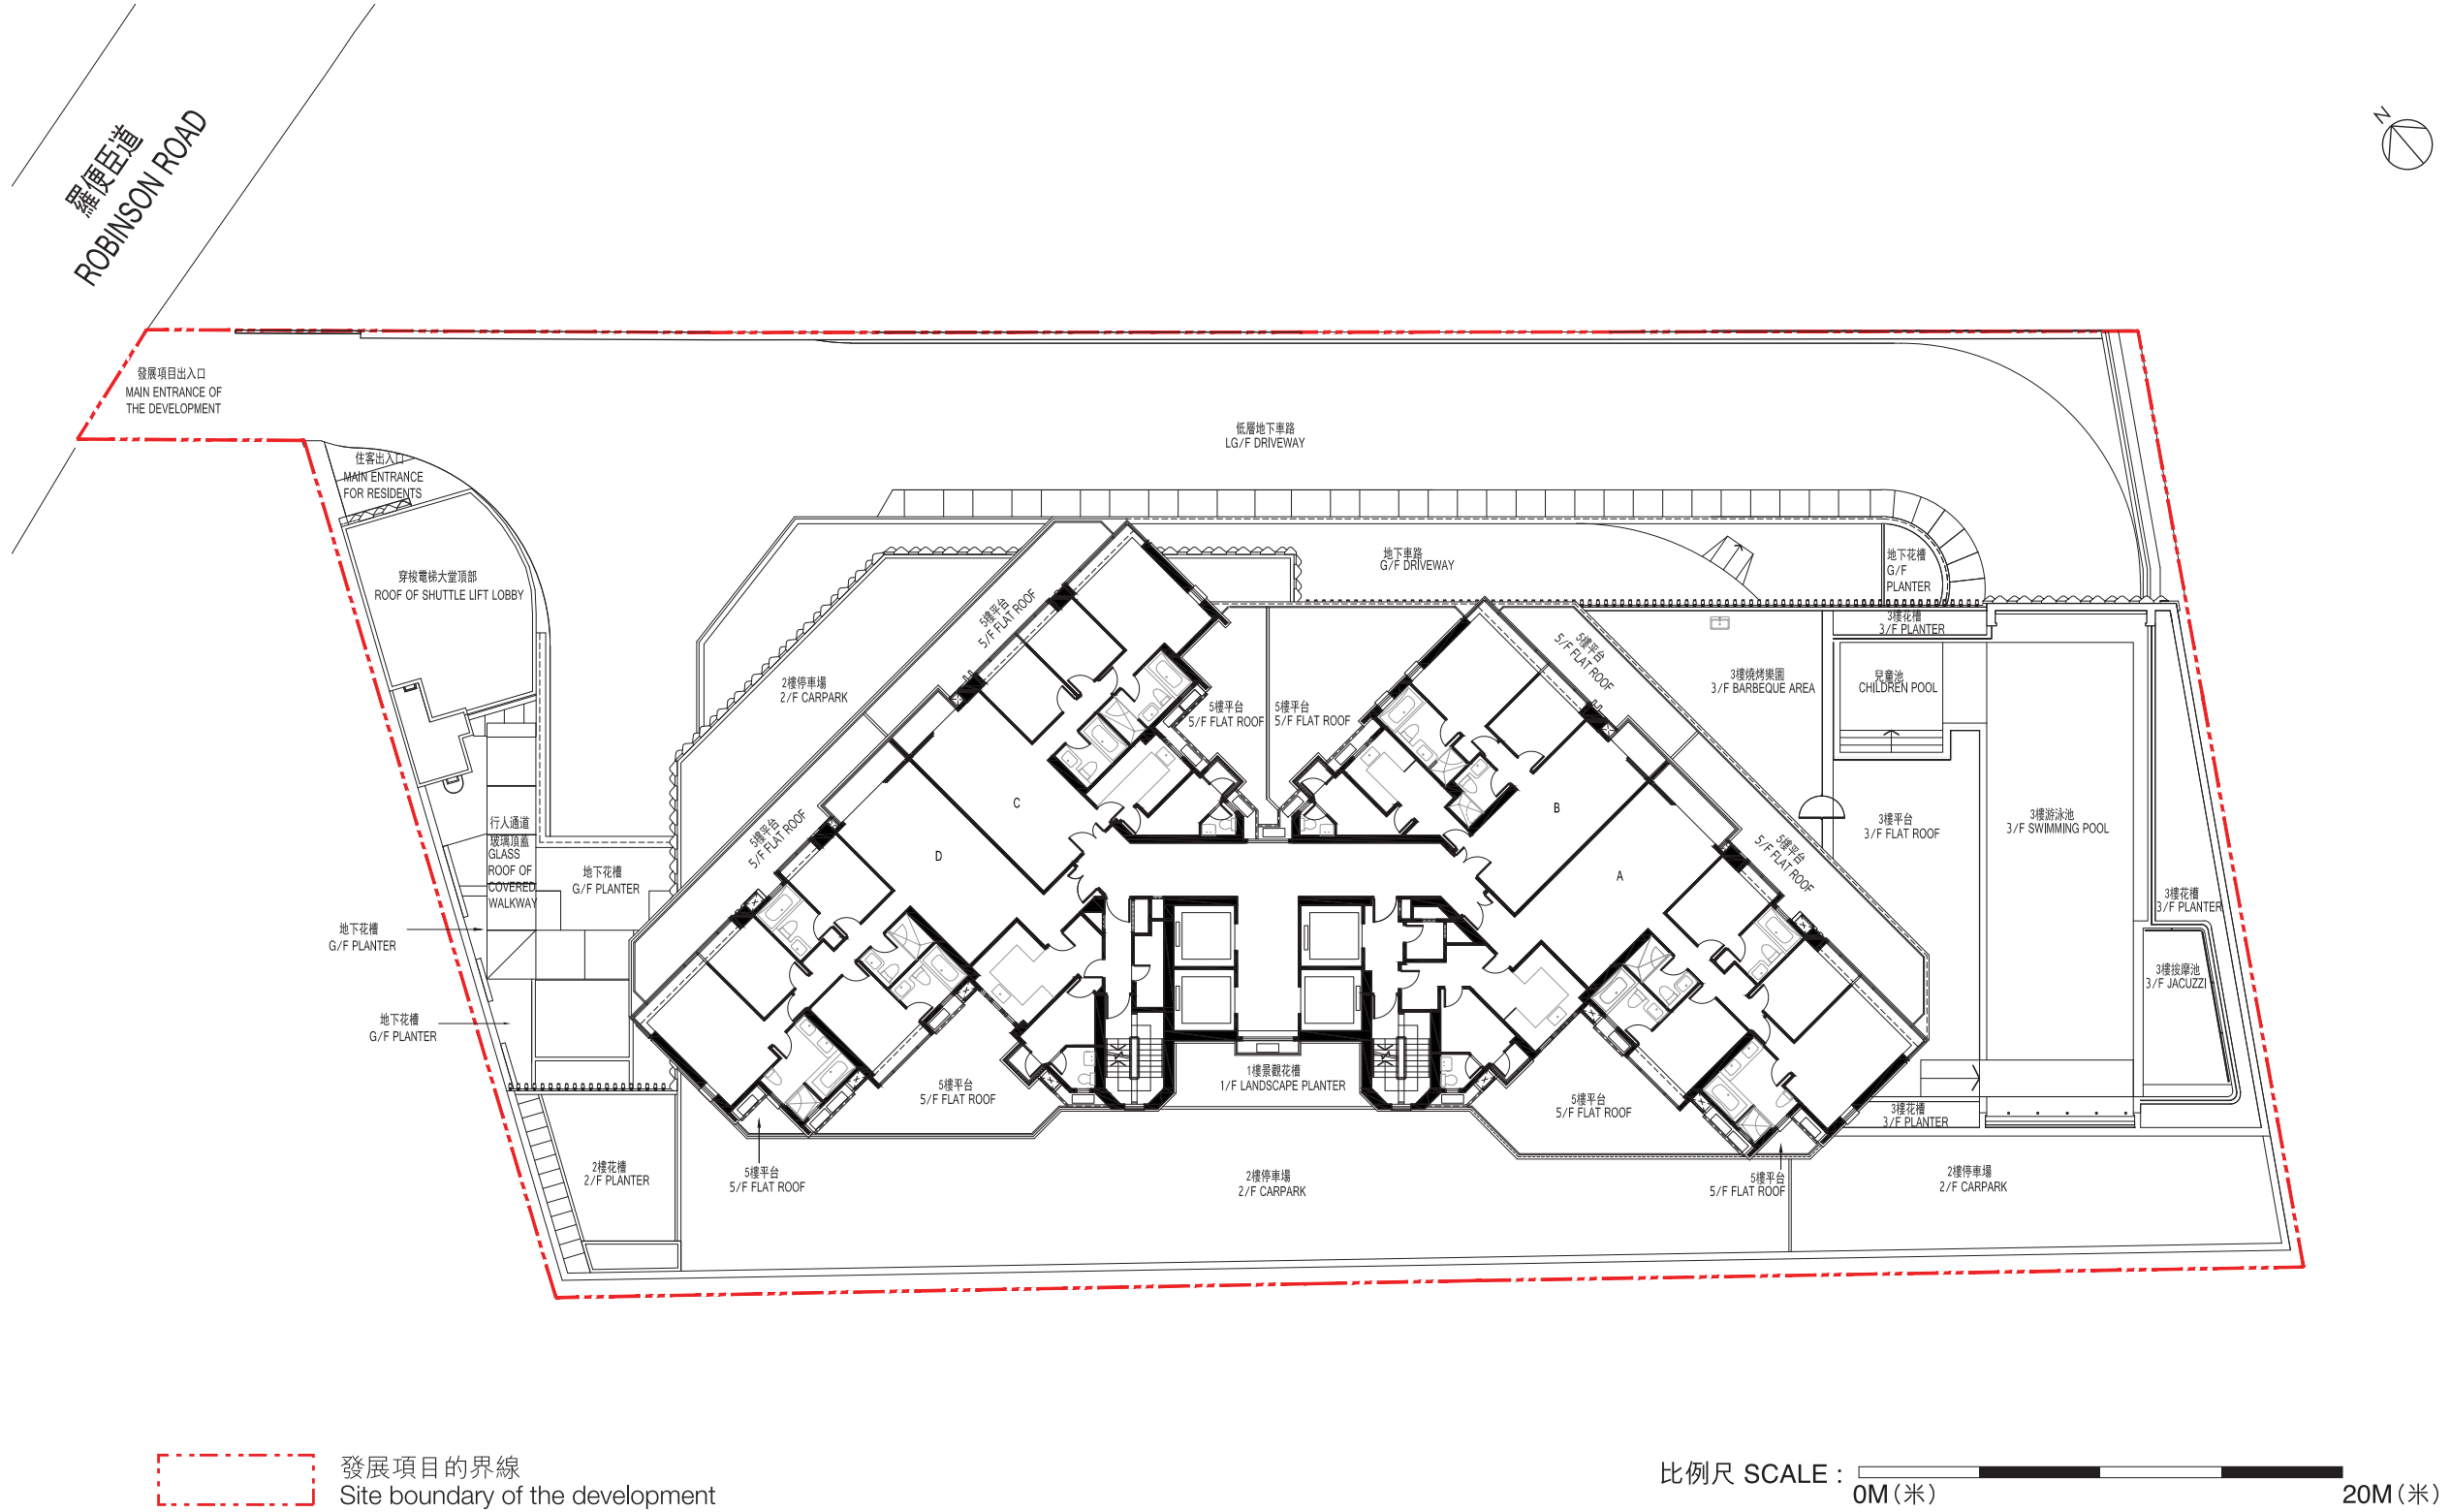 羅便臣道
ROBINSON ROAD
N
發展項目出入口
MAIN ENTRANCE OF
THE DEVELOPMENT
低層地下車路
LG/F DRIVEWAY
住客出入口
MAIN ENTRANCE
FOR RESIDENTS
穿梭電梯大堂頂部
ROOF OF SHUTTLE LIFT LOBBY
地下車路
G/F DRIVEWAY
地下花槽
G/F
PLANTER
5樓平台
5/F FLAT ROOF
5樓平台
5/F FLAT ROOF
3樓花槽
3/F PLANTER
2樓停車場
2/F CARPARK
5樓平台
5/F FLAT ROOF
5樓平台
5/F FLAT ROOF
3樓燒烤樂園
3/F BARBEQUE AREA
兒童池
CHILDREN POOL
C
B
5樓平台
5/F FLAT ROOF
5樓平台
5/F FLAT ROOF
3樓平台
3/F FLAT ROOF
3樓游泳池
3/F SWIMMING POOL
行人通道
玻璃頂蓋
GLASS
ROOF OF
COVERED
WALKWAY
地下花槽
G/F PLANTER
D
A
3樓花槽
3/F PLANTER
地下花槽
G/F PLANTER
3樓按摩池
3/F JACUZZI
地下花槽
G/F PLANTER
5樓平台
5/F FLAT ROOF
1樓景觀花槽
1/F LANDSCAPE PLANTER
5樓平台
5/F FLAT ROOF
3樓花槽
3/F PLANTER
2樓花槽
2/F PLANTER
5樓平台
5/F FLAT ROOF
2樓停車場
2/F CARPARK
5樓平台
5/F FLAT ROOF
2樓停車場
2/F CARPARK
發展項目的界線
Site boundary of the development
比例尺 SCALE :
0M(米)
20M(米)